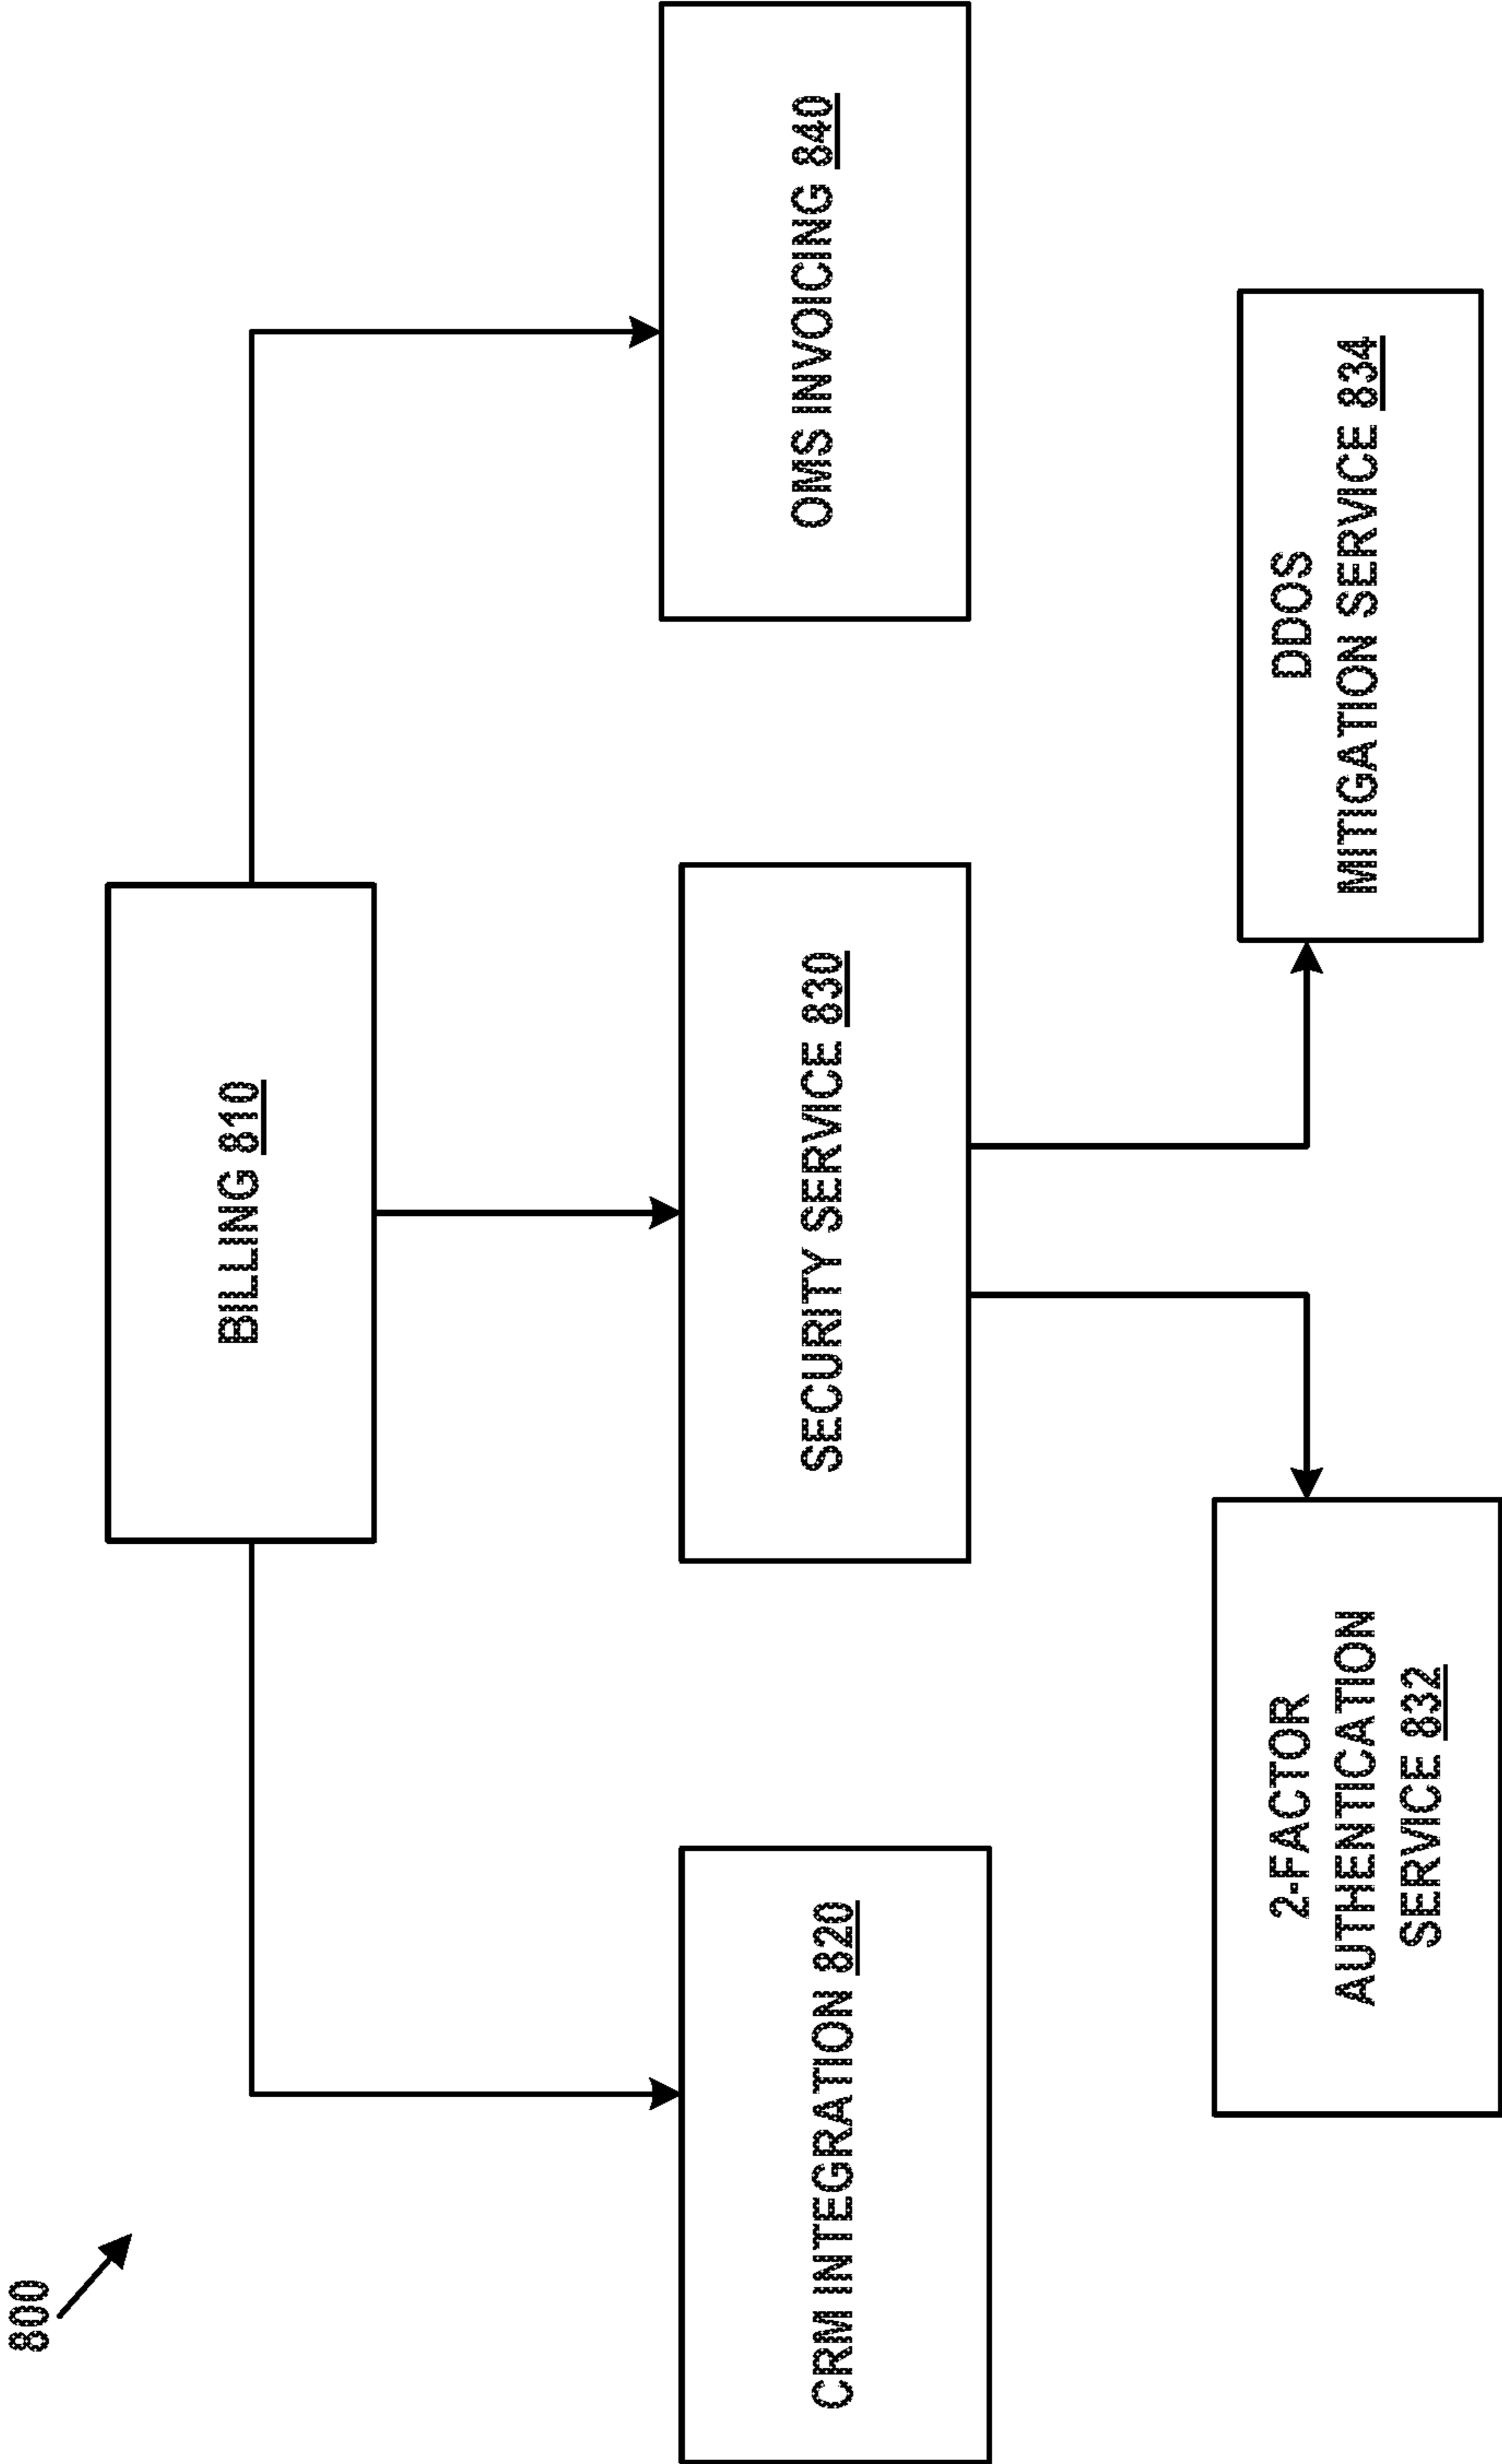 800
BILLING 810
CRM INTEGRATION 820
SECURITY SERVICE 830
OMS INVOICING 840
2-FACTOR
AUTHENTICATION
SERVICE 832
DDOS
MITIGATION SERVICE 834